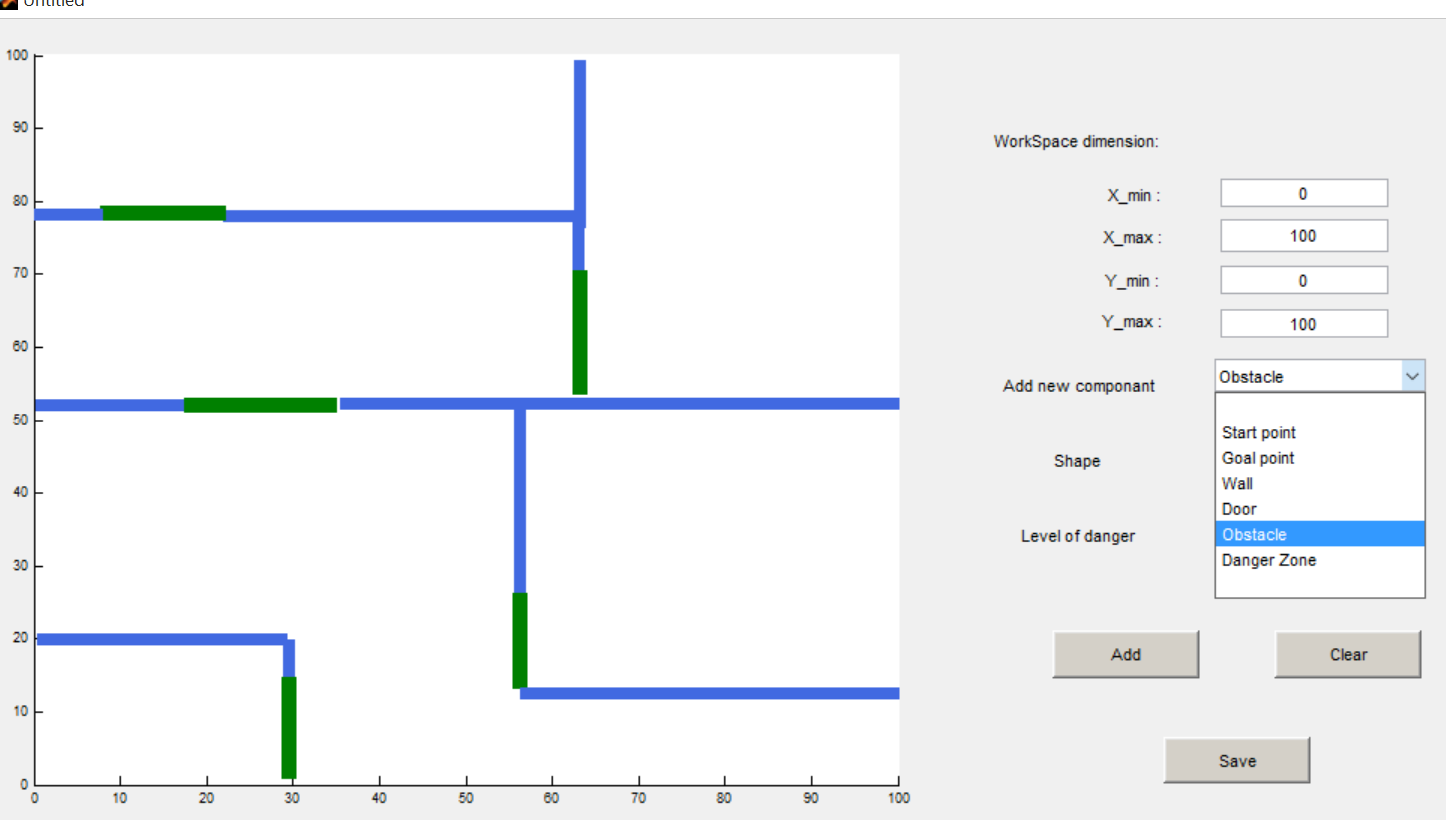 Untitled
100
90
80
70
60
50
40
30
20
10
0
0 10 20 30 40 50 60 70 80 90 100
WorkSpace dimension:
X_min : 0
X_max : 100
Y_min : 0
Y_max : 100
Add new componant Obstacle
Start point
Goal point
Wall
Door
Obstacle
Danger Zone
Shape
Level of danger
Add Clear
Save